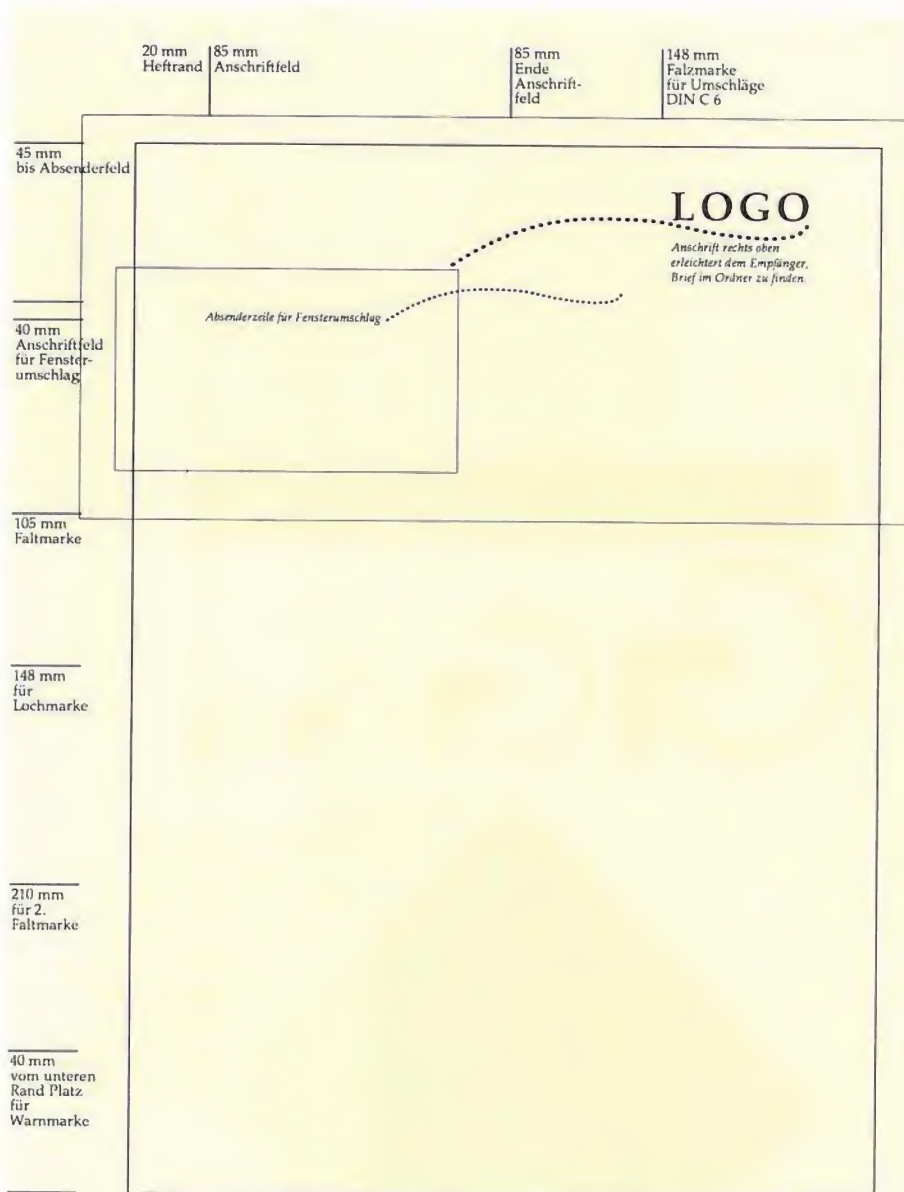 20 mm
Heftrand
85 mm
Anschriftfeld
85 mm
Ende
Anschrift-
feld
148 mm
Falzmarke
für Umschläge
DIN C 6
45 mm
bis Absenderfeld
LOGO
Anschrift rechts oben
erleichtert dem Empfänger,
Brief im Ordner zu finden.
Absenderzeile für Fensterumschlag
40 mm
Anschriftfeld
für Fenster-
umschlag
105 mm
Faltmarke
148 mm
für
Lochmarke
210 mm
für 2.
Faltmarke
40 mm
vom unteren
Rand Platz
für
Warnmarke